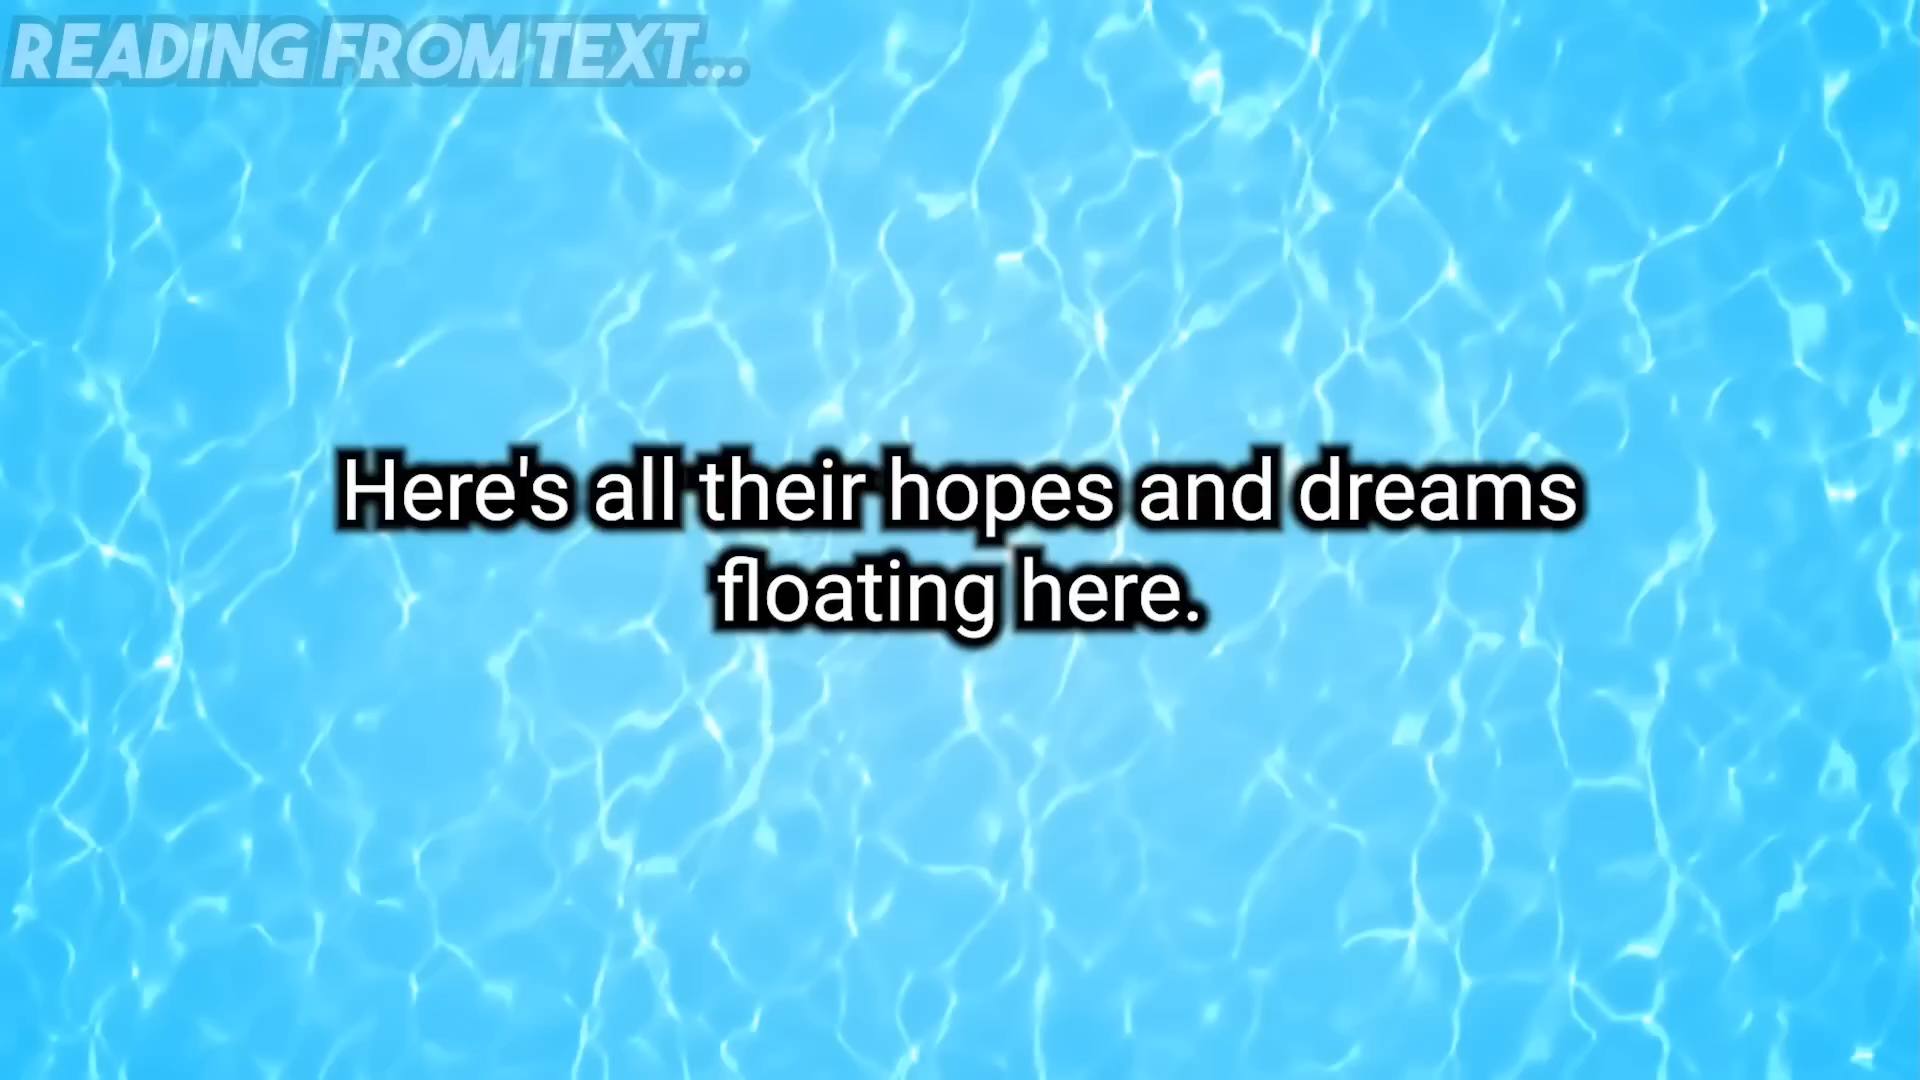 READING FROM TEXT...
Here's all their hopes and dreams
floating here.